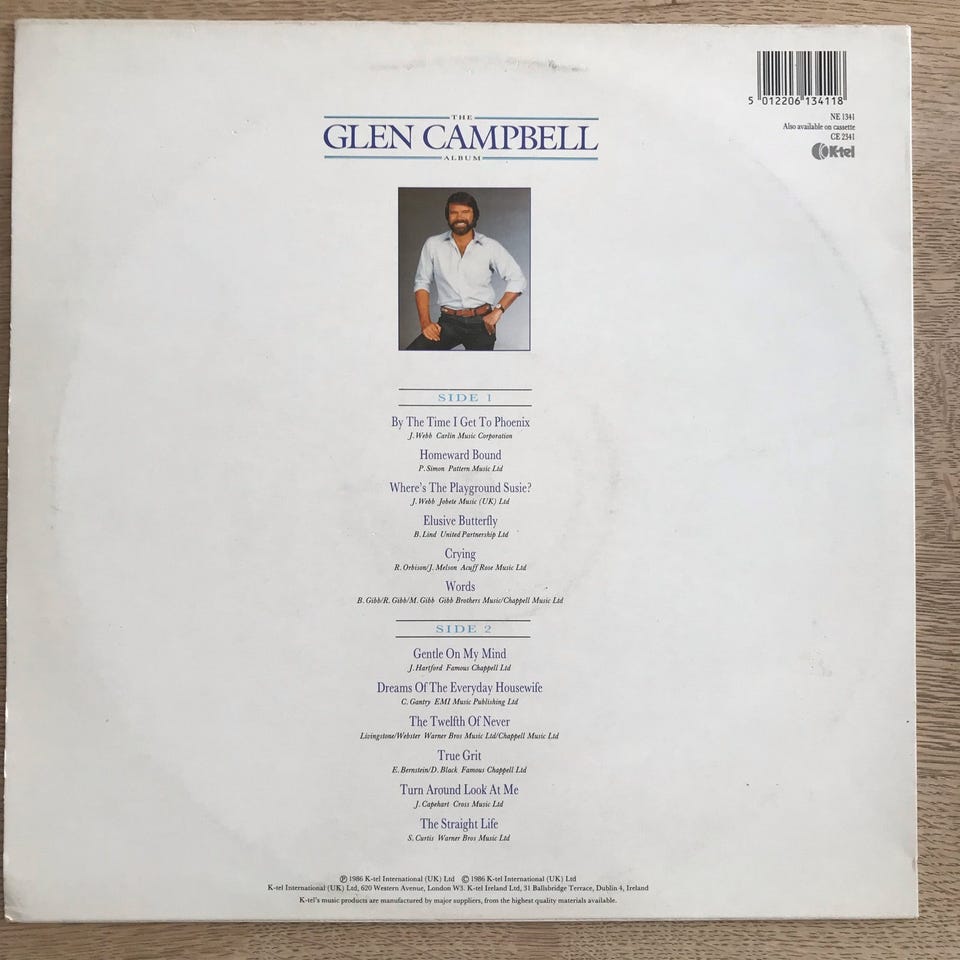 5 012206 134118
NE 1341
Also available on cassette
CE 2341
K-tel
THE
GLEN CAMPBELL
ALBUM
SIDE 1
By The Time I Get To Phoenix
J. Webb Carlin Music Corporation
Homeward Bound
P. Simon Pattern Music Ltd
Where's The Playground Susie?
J. Webb Jobete Music (UK) Ltd
Elusive Butterfly
B. Lind United Partnership Ltd
Crying
R. Orbison/J. Melson Acuff Rose Music Ltd
Words
B. Gibb/R. Gibb/M. Gibb Gibb Brothers Music/Chappell Music Ltd
SIDE 2
Gentle On My Mind
J. Hartford Famous Chappell Ltd
Dreams Of The Everyday Housewife
C. Gantry EMI Music Publishing Ltd
The Twelfth Of Never
Livingstone/Webster Warner Bros Music Ltd/Chappell Music Ltd
True Grit
E. Bernstein/D. Black Famous Chappell Ltd
Turn Around Look At Me
J. Capehart Cross Music Ltd
The Straight Life
S. Curtis Warner Bros Music Ltd
℗ 1986 K-tel International (UK) Ltd © 1986 K-tel International (UK) Ltd
K-tel International (UK) Ltd, 620 Western Avenue, London W3. K-tel Ireland Ltd, 31 Ballsbridge Terrace, Dublin 4, Ireland
K-tel's music products are manufactured by major suppliers, from the highest quality materials available.